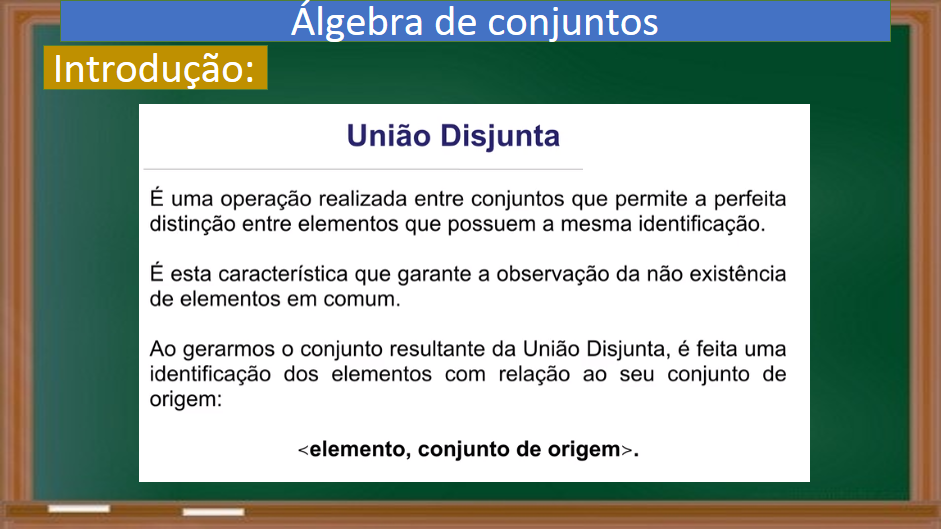 Álgebra de conjuntos
Introdução:
União Disjunta
É uma operação realizada entre conjuntos que permite a perfeita
distinção entre elementos que possuem a mesma identificação.
É esta característica que garante a observação da não existência
de elementos em comum.
Ao gerarmos o conjunto resultante da União Disjunta, é feita uma
identificação dos elementos com relação ao seu conjunto de
origem:
<elemento, conjunto de origem>.